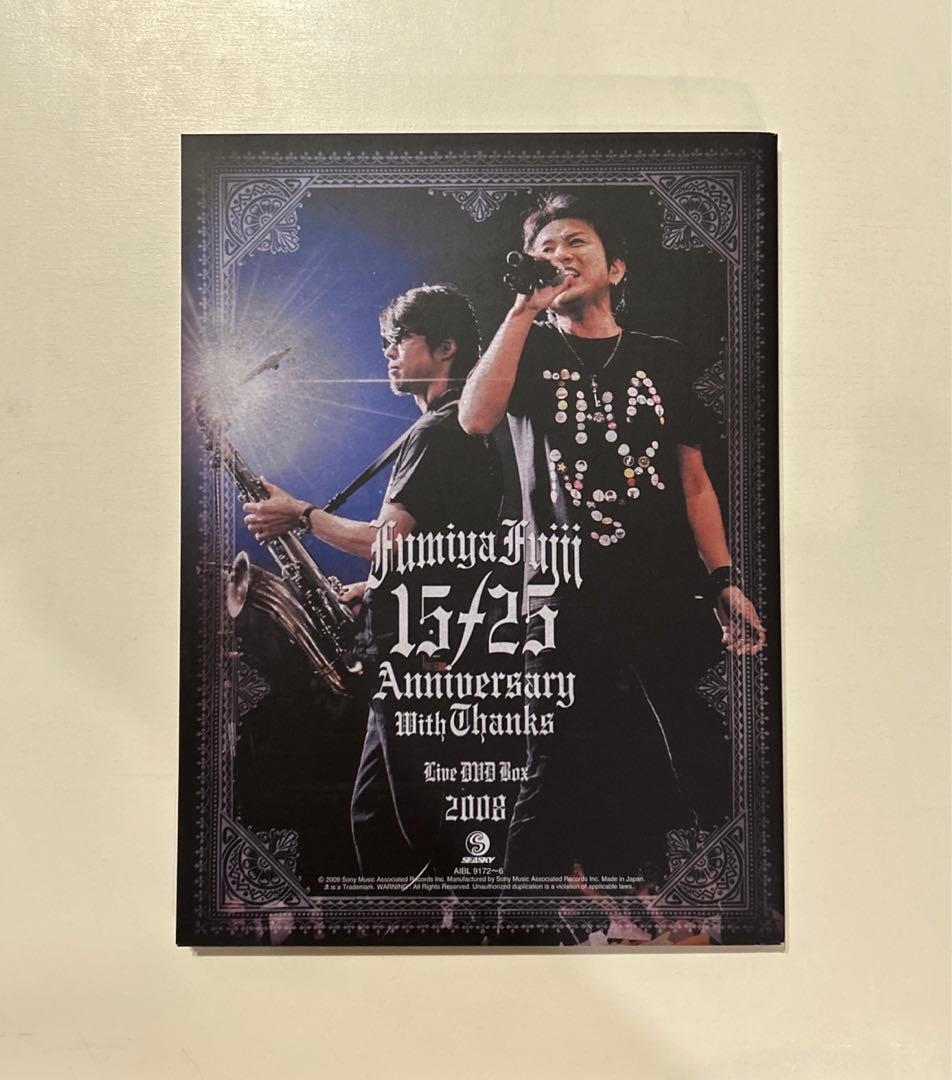 THA
NK
S
Fumiya Fujii
15†25
Anniversary
With Thanks
Live DVD Box
2008
S
SEASKY
AIBL 9172～6
© 2009 Sony Music Associated Records Inc. Manufactured by Sony Music Associated Records Inc. Made in Japan.
is a Trademark. WARNING: All Rights Reserved. Unauthorized duplication is a violation of applicable laws.